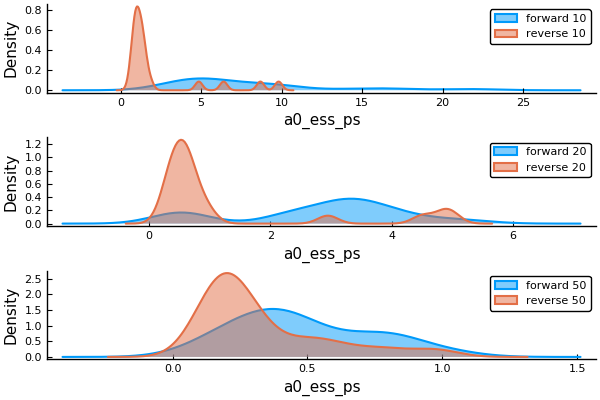 0.8
0.6
0.4
0.2
0.0
Density
forward 10
reverse 10
0 5 10 15 20 25
a0_ess_ps
1.2
1.0
0.8
0.6
0.4
0.2
0.0
Density
forward 20
reverse 20
0 2 4 6
a0_ess_ps
2.5
2.0
1.5
1.0
0.5
0.0
Density
forward 50
reverse 50
0.0 0.5 1.0 1.5
a0_ess_ps